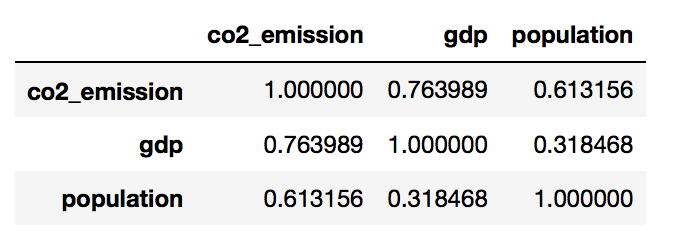 co2_emission gdp population
co2_emission 1.000000 0.763989 0.613156
gdp 0.763989 1.000000 0.318468
population 0.613156 0.318468 1.000000